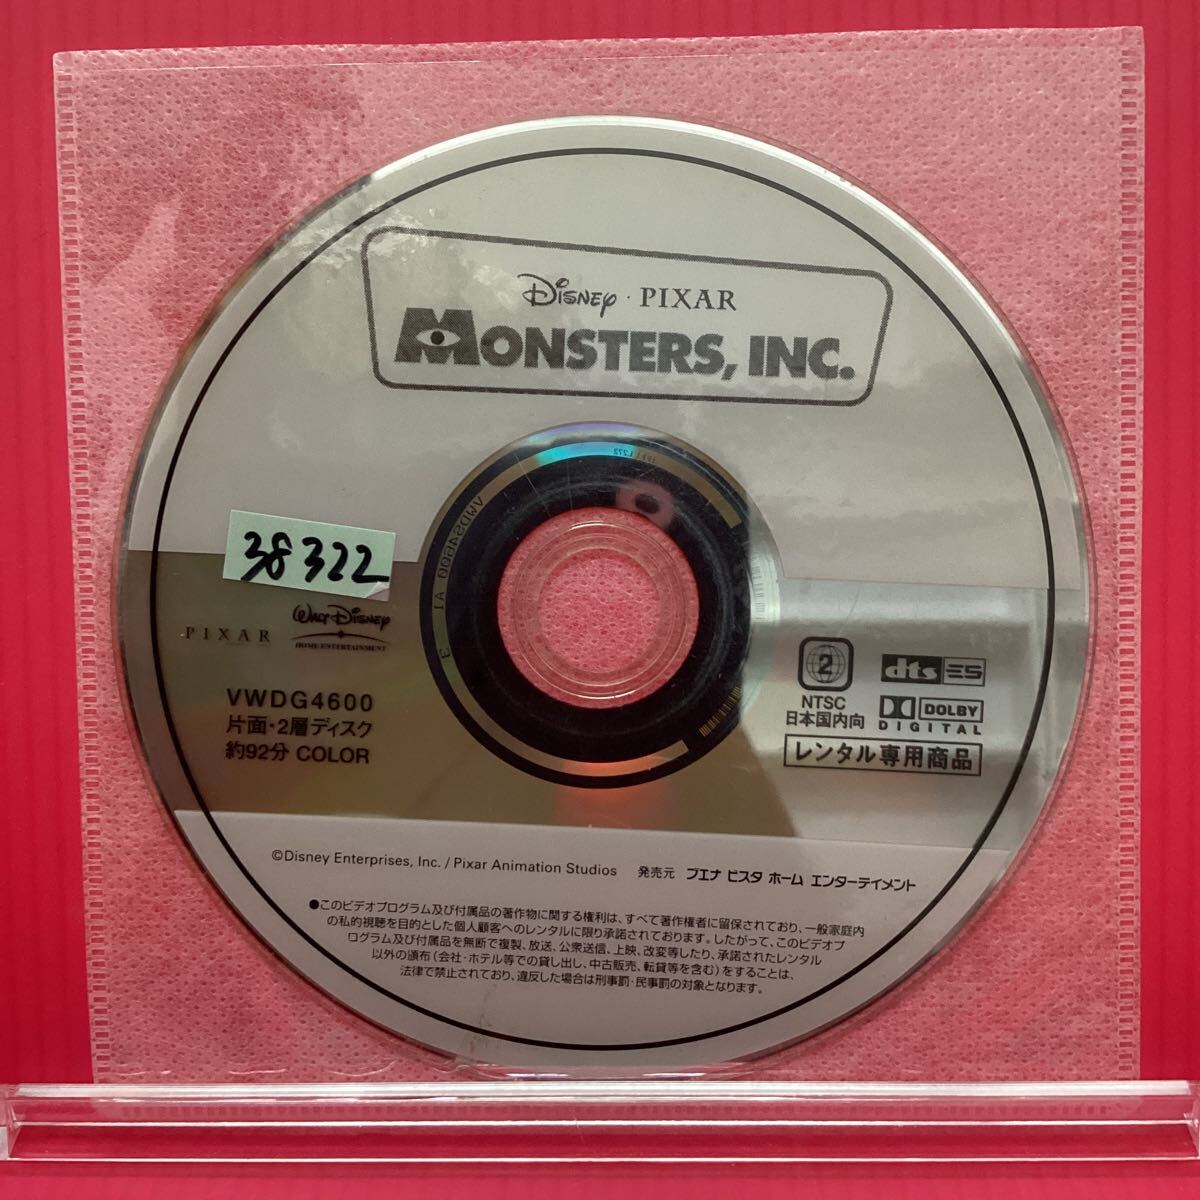 Disney · PIXAR
MONSTERS, INC.
38322
PIXAR
WALT DISNEY
HOME ENTERTAINMENT
VWDG4600
片面・2層ディスク
約92分 COLOR
VWDS4600 A1 3
2
NTSC
日本国内向
dts ES
DOLBY
DIGITAL
レンタル専用商品
©Disney Enterprises, Inc. / Pixar Animation Studios 発売元 ブエナ ビスタ ホーム エンターテイメント
●このビデオプログラム及び付属品の著作物に関する権利は、すべて著作権者に留保されており、一般家庭内
の私的視聴を目的とした個人顧客へのレンタルに限り承諾されております。したがって、このビデオプ
ログラム及び付属品を無断で複製、放送、公衆送信、上映、改変等したり、承諾されたレンタル
以外の頒布(会社・ホテル等での貸し出し、中古販売、転貸等を含む)をすることは、
法律で禁止されており、違反した場合は刑事罰・民事罰の対象となります。